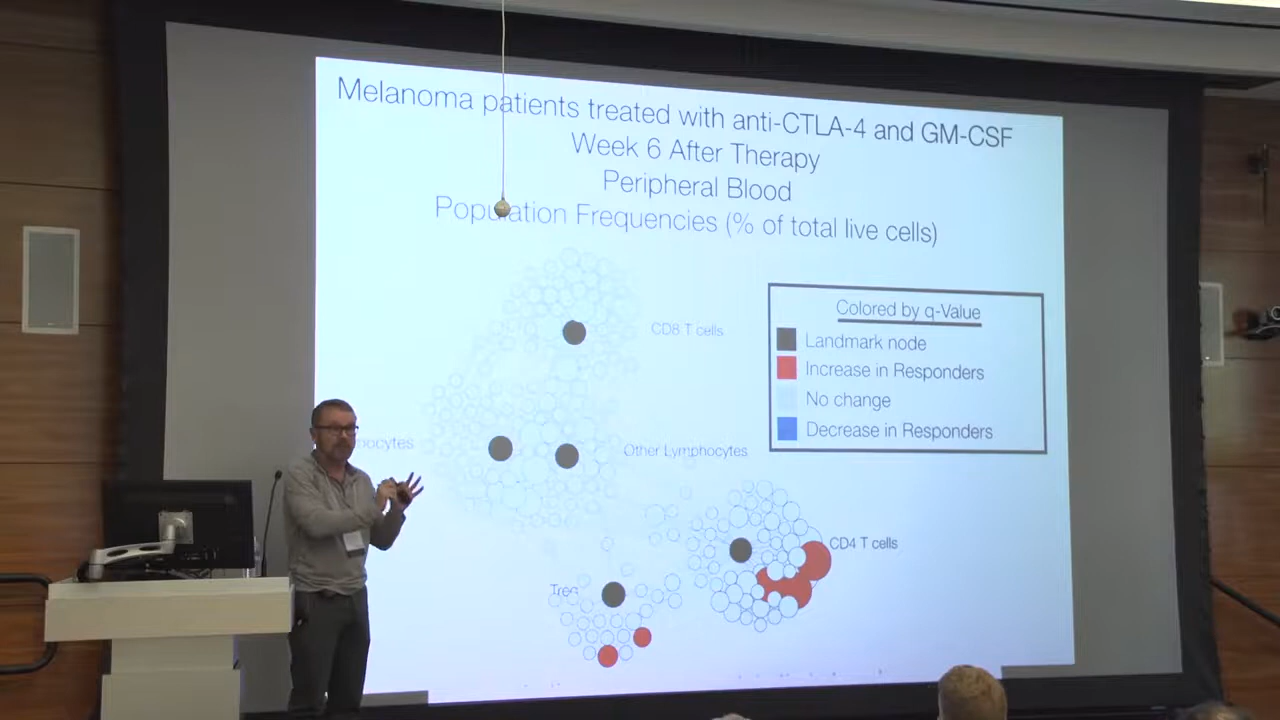 Melanoma patients treated with anti-CTLA-4 and GM-CSF
Week 6 After Therapy
Peripheral Blood
Population Frequencies (% of total live cells)
Colored by q-Value
Landmark node
Increase in Responders
No change
Decrease in Responders
CD8 T cells
Other Lymphocytes
CD4 T cells